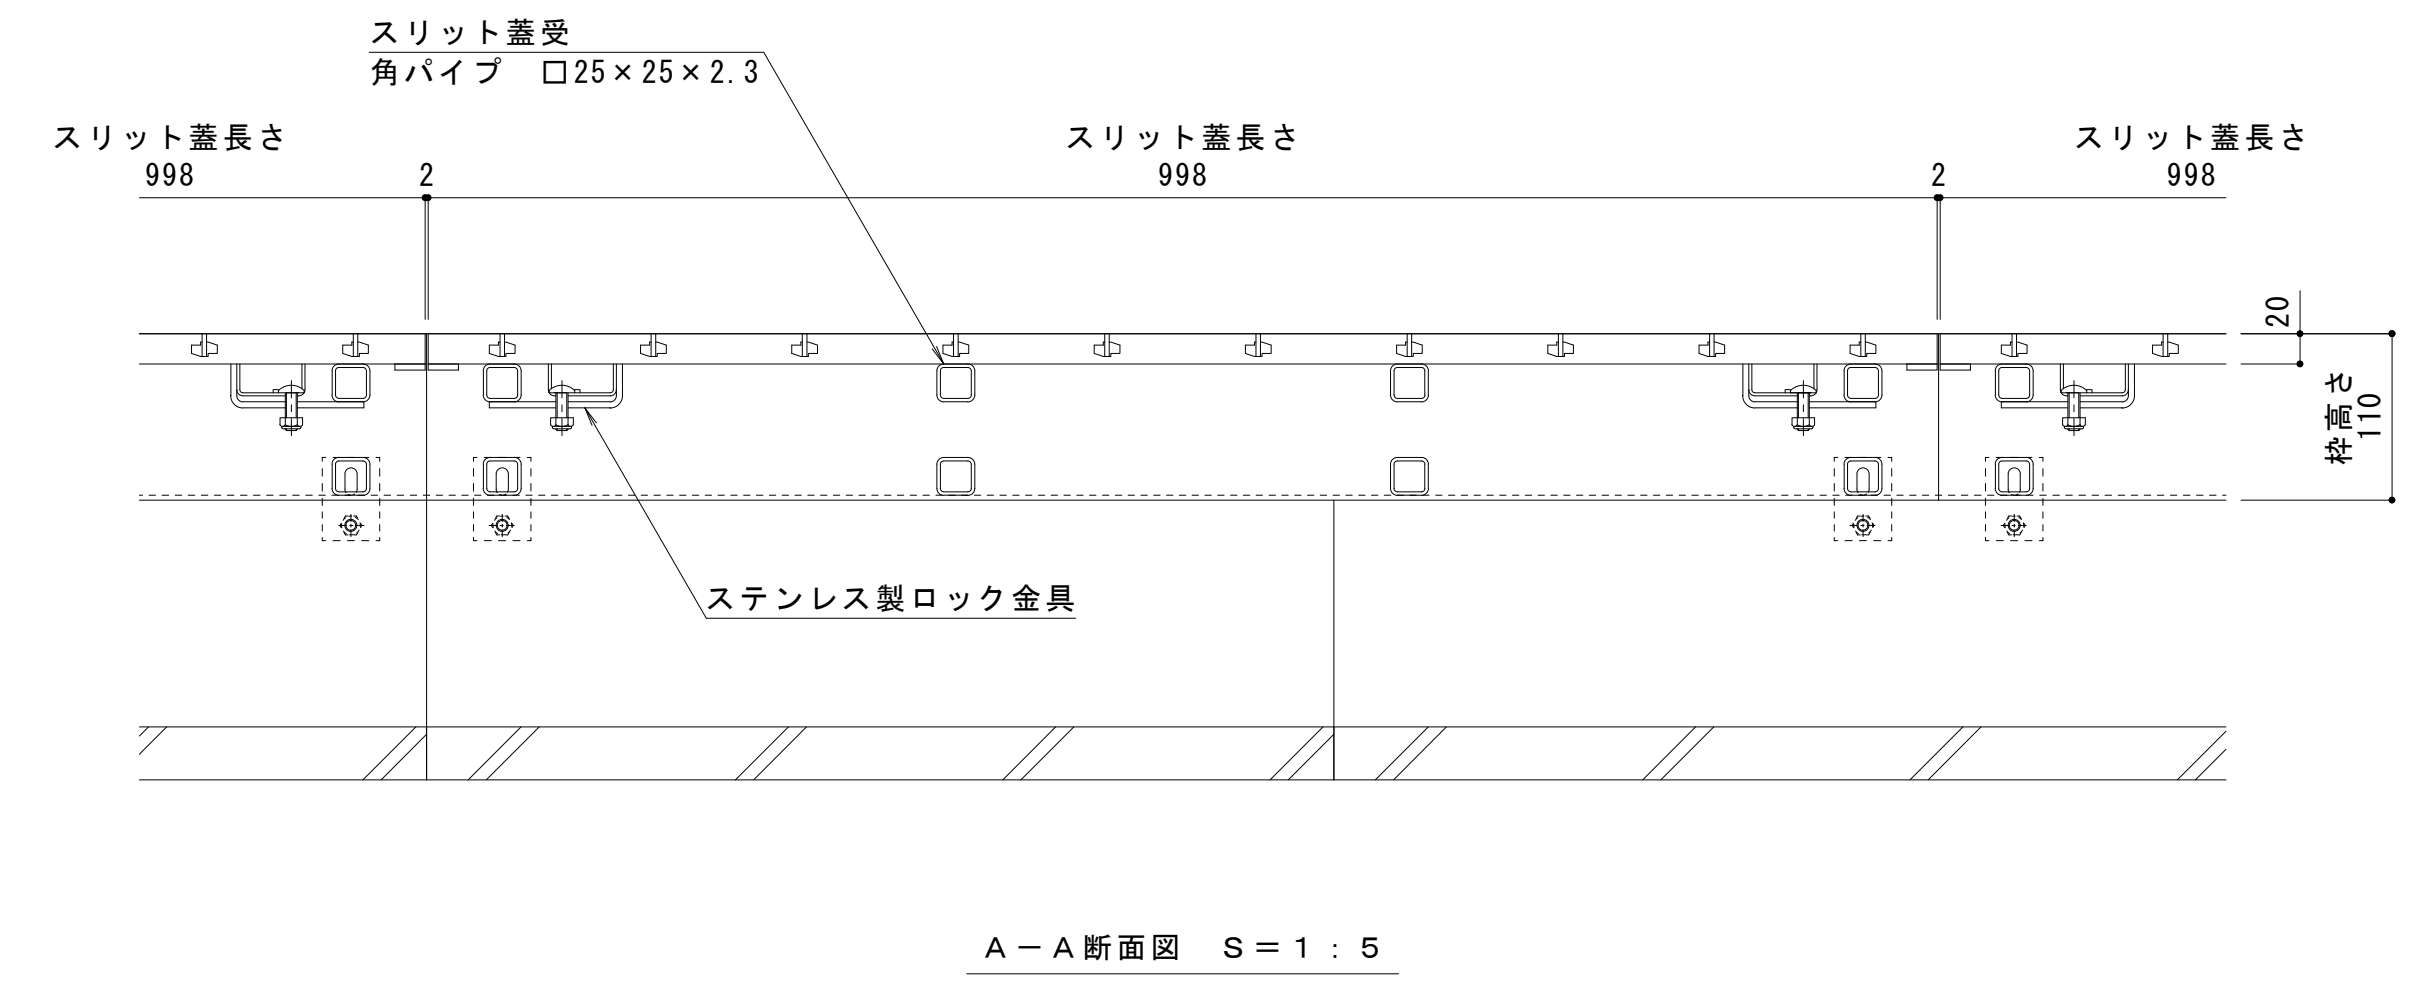 スリット蓋受
角パイプ　□25×25×2.3
スリット蓋長さ
998
2
スリット蓋長さ
998
2
スリット蓋長さ
998
20
枠高さ
110
ステンレス製ロック金具
Ａ－Ａ断面図　Ｓ＝１：５